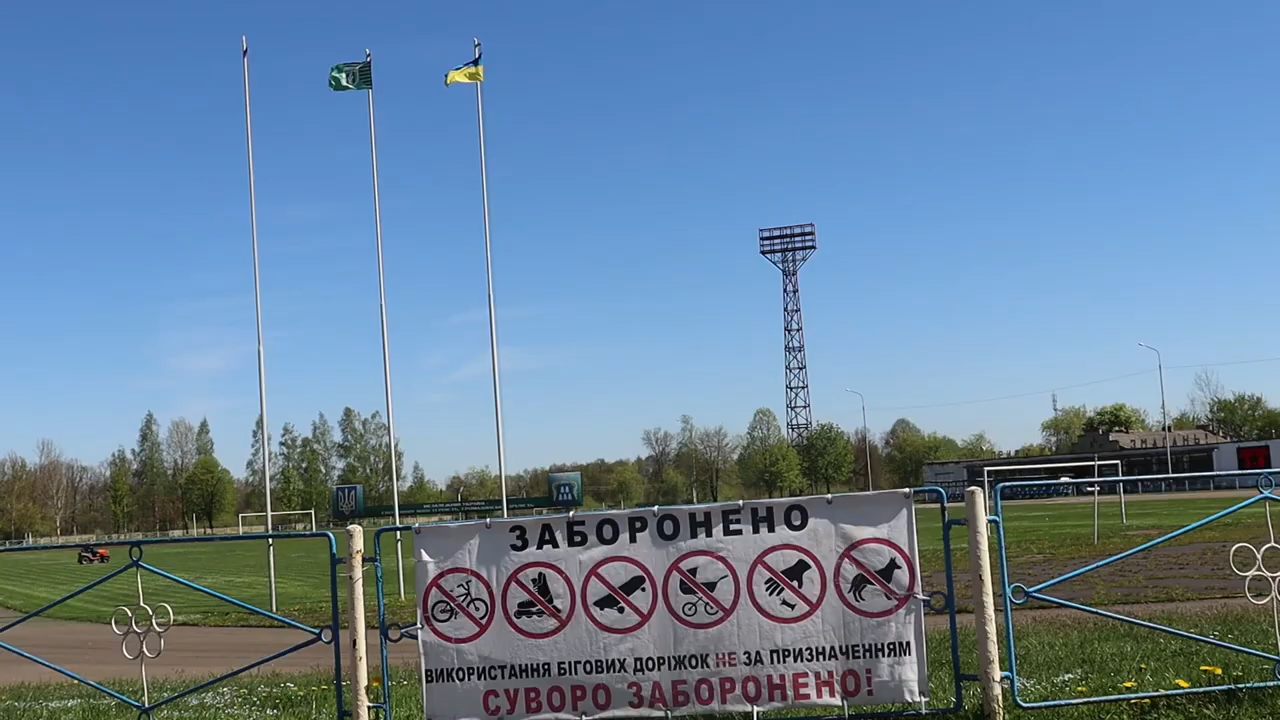 ЗАБОРОНЕНО
ВИКОРИСТАННЯ БІГОВИХ ДОРІЖОК НЕ ЗА ПРИЗНАЧЕННЯМ
СУВОРО ЗАБОРОНЕНО!